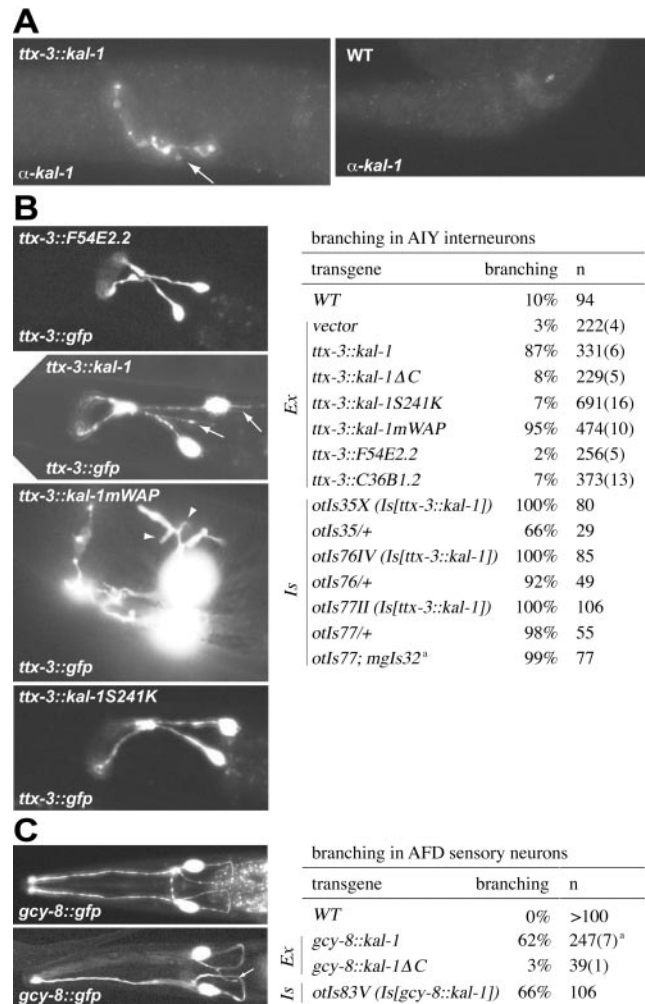 A
ttx-3::kal-1
α-kal-1
WT
α-kal-1
B
ttx-3::F54E2.2
ttx-3::gfp
ttx-3::kal-1
ttx-3::gfp
ttx-3::kal-1mWAP
ttx-3::gfp
ttx-3::kal-1S241K
ttx-3::gfp
branching in AIY interneurons
transgene branching n
WT 10% 94
Ex
vector 3% 222(4)
ttx-3::kal-1 87% 331(6)
ttx-3::kal-1ΔC 8% 229(5)
ttx-3::kal-1S241K 7% 691(16)
ttx-3::kal-1mWAP 95% 474(10)
ttx-3::F54E2.2 2% 256(5)
ttx-3::C36B1.2 7% 373(13)
Is
otIs35X (Is[ttx-3::kal-1]) 100% 80
otIs35/+ 66% 29
otIs76IV (Is[ttx-3::kal-1]) 100% 85
otIs76/+ 92% 49
otIs77II (Is[ttx-3::kal-1]) 100% 106
otIs77/+ 98% 55
otIs77; mgIs32ᵃ 99% 77
C
gcy-8::gfp
gcy-8::gfp
branching in AFD sensory neurons
transgene branching n
WT 0% >100
Ex
gcy-8::kal-1 62% 247(7)ᵃ
gcy-8::kal-1ΔC 3% 39(1)
Is
otIs83V (Is[gcy-8::kal-1]) 66% 106